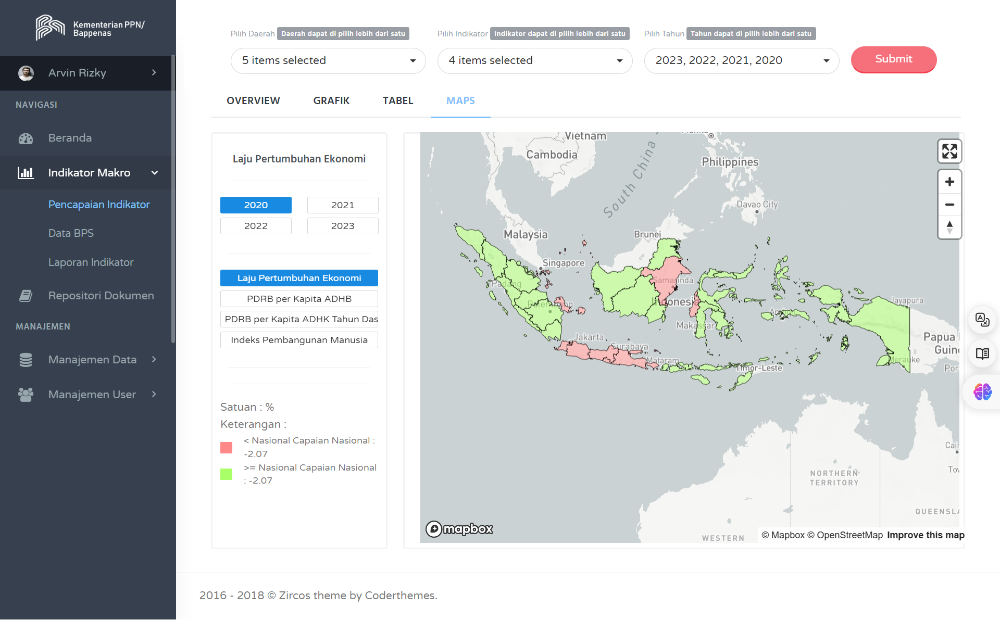 Kementerian PPN/
Bappenas
Arvin Rizky
NAVIGASI
Beranda
Indikator Makro
Pencapaian Indikator
Data BPS
Laporan Indikator
Repositori Dokumen
MANAJEMEN
Manajemen Data
Manajemen User
Pilih Daerah Daerah dapat di pilih lebih dari satu
5 items selected
Pilih Indikator Indikator dapat di pilih lebih dari satu
4 items selected
Pilih Tahun Tahun dapat di pilih lebih dari satu
2023, 2022, 2021, 2020
Submit
OVERVIEW GRAFIK TABEL MAPS
Laju Pertumbuhan Ekonomi
2020 2021
2022 2023
Laju Pertumbuhan Ekonomi
PDRB per Kapita ADHB
PDRB per Kapita ADHK Tahun Das
Indeks Pembangunan Manusia
Satuan : %
Keterangan :
< Nasional Capaian Nasional :
-2.07
>= Nasional Capaian Nasional
: -2.07
Vietnam
Cambodia
South China
Philippines
Davao City
Malaysia
Brunei
Singapore
Padang
Samarinda
Palembang
Indonesia
Jayapura
Ambon
Makassar
Jakarta
Surabaya
Papua
Guin
Mataram
Merauke
Timor-Leste
Por
Cair
Tow
NORTHERN
TERRITORY
QUEENSLA
WESTERN
mapbox
© Mapbox © OpenStreetMap Improve this map
2016 - 2018 © Zircos theme by Coderthemes.